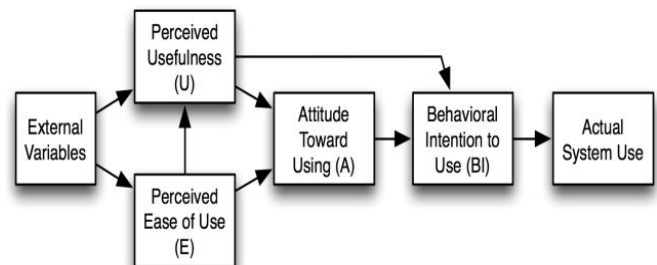 External
Variables
Perceived
Usefulness
(U)
Perceived
Ease of Use
(E)
Attitude
Toward
Using (A)
Behavioral
Intention to
Use (BI)
Actual
System Use